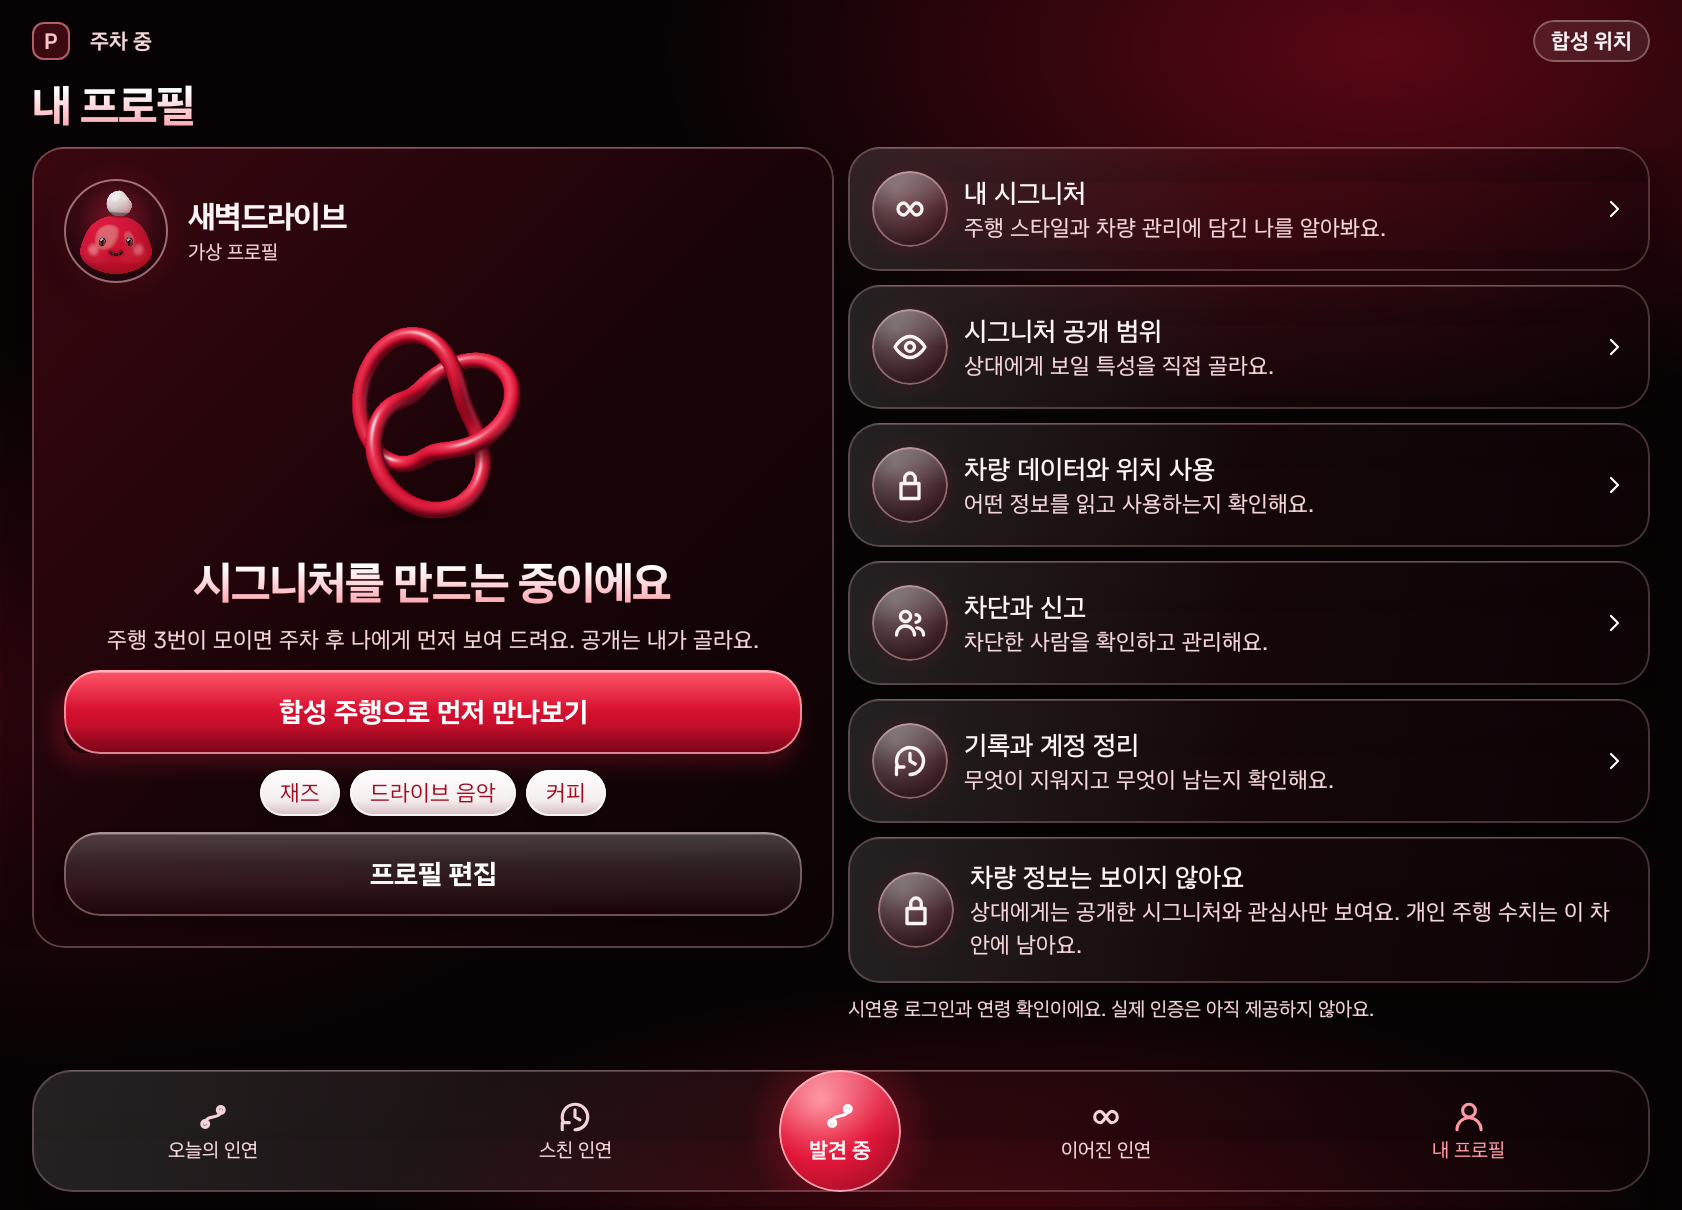 P 주차 중
합성 위치
내 프로필
새벽드라이브
가상 프로필
시그니처를 만드는 중이에요
주행 3번이 모이면 주차 후 나에게 먼저 보여 드려요. 공개는 내가 골라요.
합성 주행으로 먼저 만나보기
재즈
드라이브 음악
커피
프로필 편집
내 시그니처
주행 스타일과 차량 관리에 담긴 나를 알아봐요.
시그니처 공개 범위
상대에게 보일 특성을 직접 골라요.
차량 데이터와 위치 사용
어떤 정보를 읽고 사용하는지 확인해요.
차단과 신고
차단한 사람을 확인하고 관리해요.
기록과 계정 정리
무엇이 지워지고 무엇이 남는지 확인해요.
차량 정보는 보이지 않아요
상대에게는 공개한 시그니처와 관심사만 보여요. 개인 주행 수치는 이 차
안에 남아요.
시연용 로그인과 연령 확인이에요. 실제 인증은 아직 제공하지 않아요.
오늘의 인연
스친 인연
발견 중
이어진 인연
내 프로필